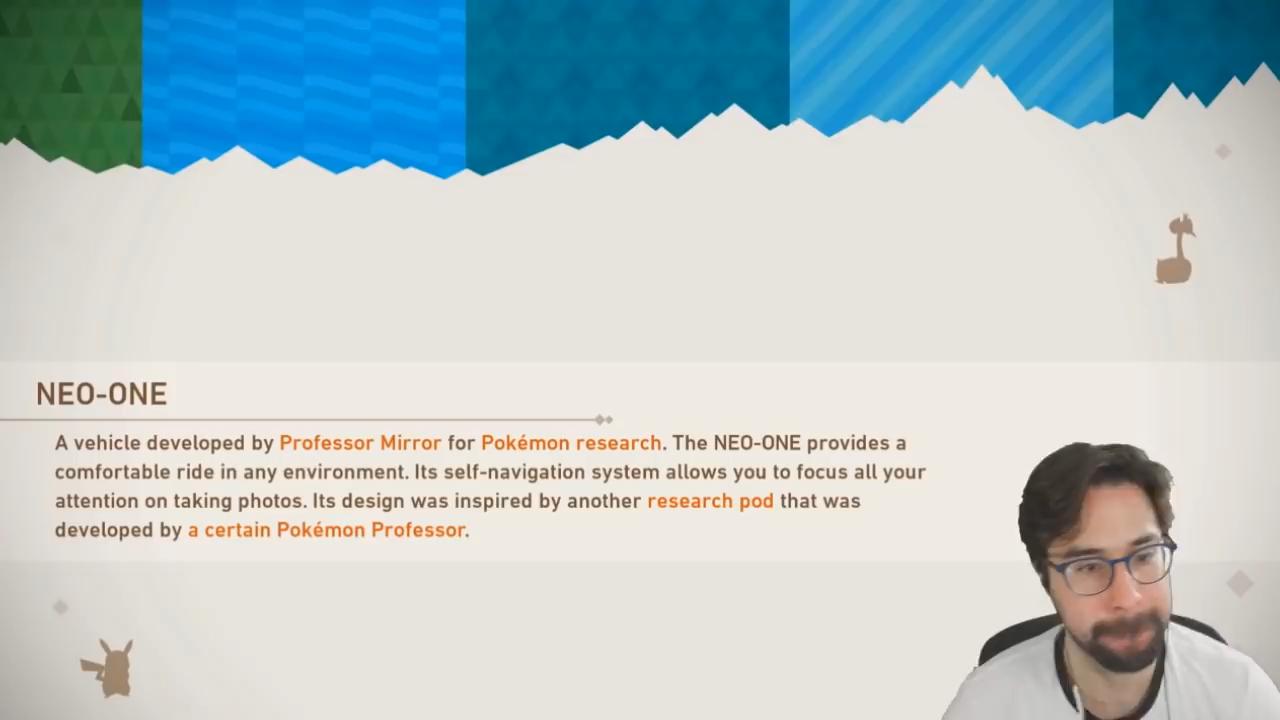 NEO-ONE
A vehicle developed by Professor Mirror for Pokémon research. The NEO-ONE provides a
comfortable ride in any environment. Its self-navigation system allows you to focus all your
attention on taking photos. Its design was inspired by another research pod that was
developed by a certain Pokémon Professor.